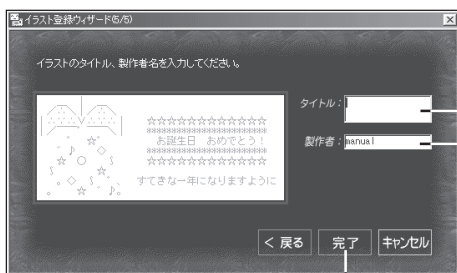 イラスト登録ウィザード(5/5)
イラストのタイトル、製作者名を入力してください。
タイトル:
製作者: manual
☆☆☆☆☆☆☆☆☆☆☆☆
お誕生日 おめでとう!
☆☆☆☆☆☆☆☆☆☆☆☆
すてきな一年になりますように
< 戻る
完了
キャンセル